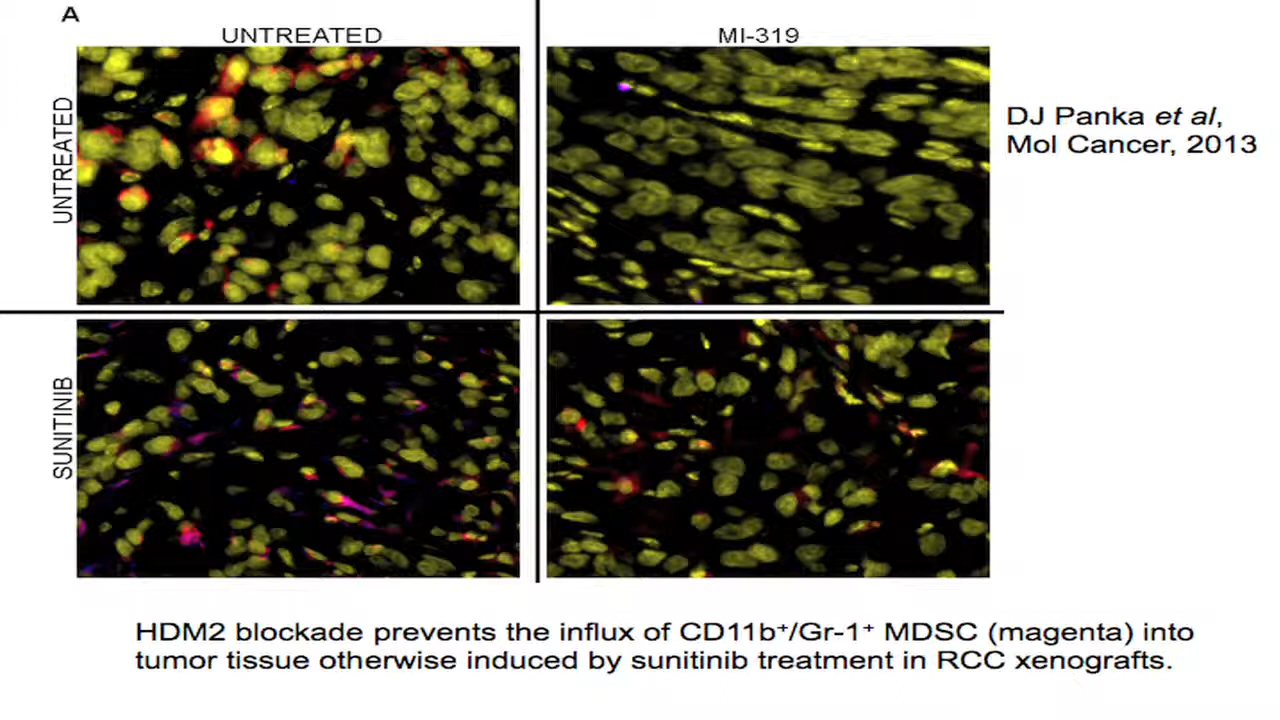 A
UNTREATED
MI-319
UNTREATED
DJ Panka et al,
Mol Cancer, 2013
SUNITINIB
HDM2 blockade prevents the influx of CD11b⁺/Gr-1⁺ MDSC (magenta) into
tumor tissue otherwise induced by sunitinib treatment in RCC xenografts.